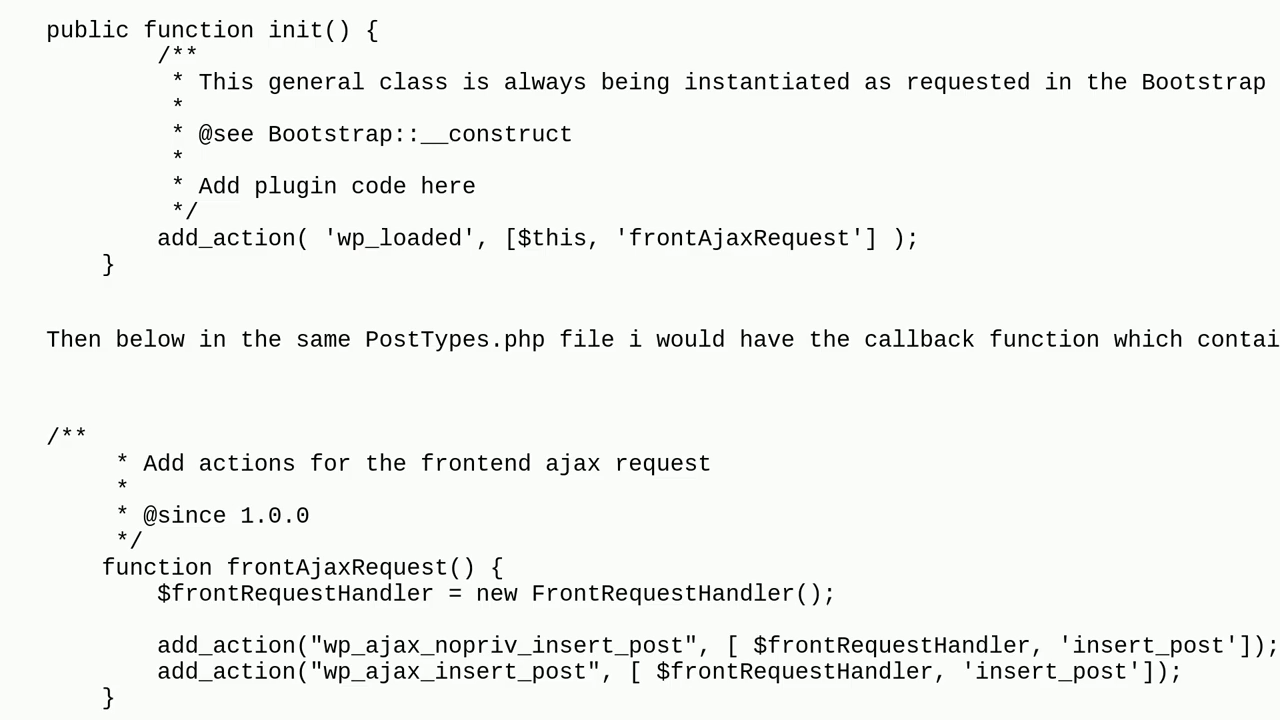 public function init() {
/**
* This general class is always being instantiated as requested in the Bootstrap
*
* @see Bootstrap::__construct
*
* Add plugin code here
*/
add_action( 'wp_loaded', [$this, 'frontAjaxRequest'] );
}
Then below in the same PostTypes.php file i would have the callback function which contai
/**
* Add actions for the frontend ajax request
*
* @since 1.0.0
*/
function frontAjaxRequest() {
$frontRequestHandler = new FrontRequestHandler();
add_action("wp_ajax_nopriv_insert_post", [ $frontRequestHandler, 'insert_post']);
add_action("wp_ajax_insert_post", [ $frontRequestHandler, 'insert_post']);
}